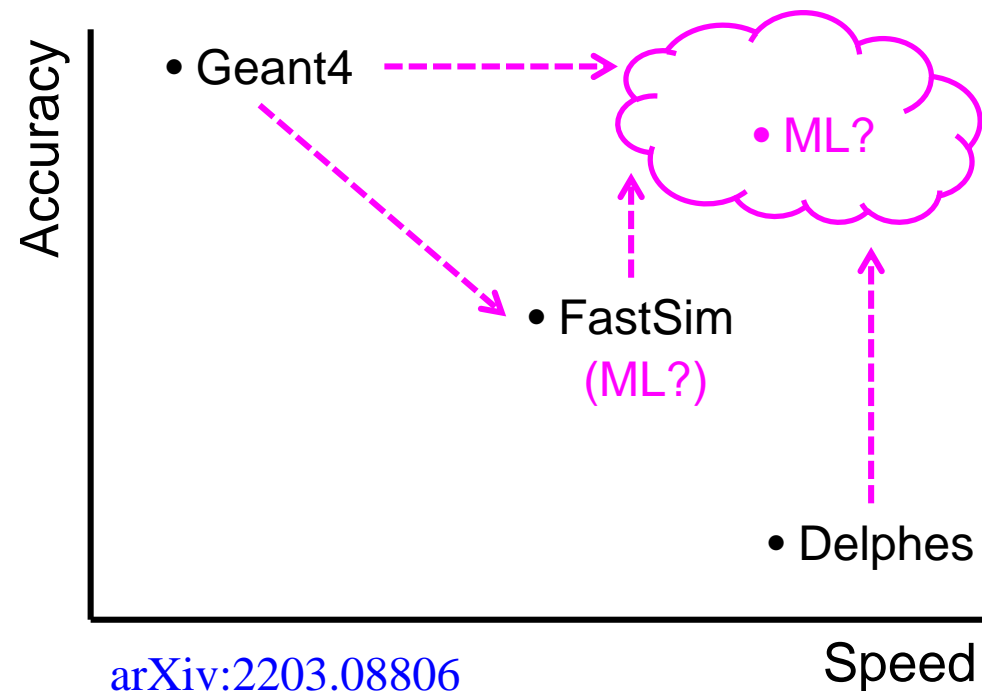 Accuracy
• Geant4
• ML?
• FastSim
(ML?)
• Delphes
Speed
arXiv:2203.08806